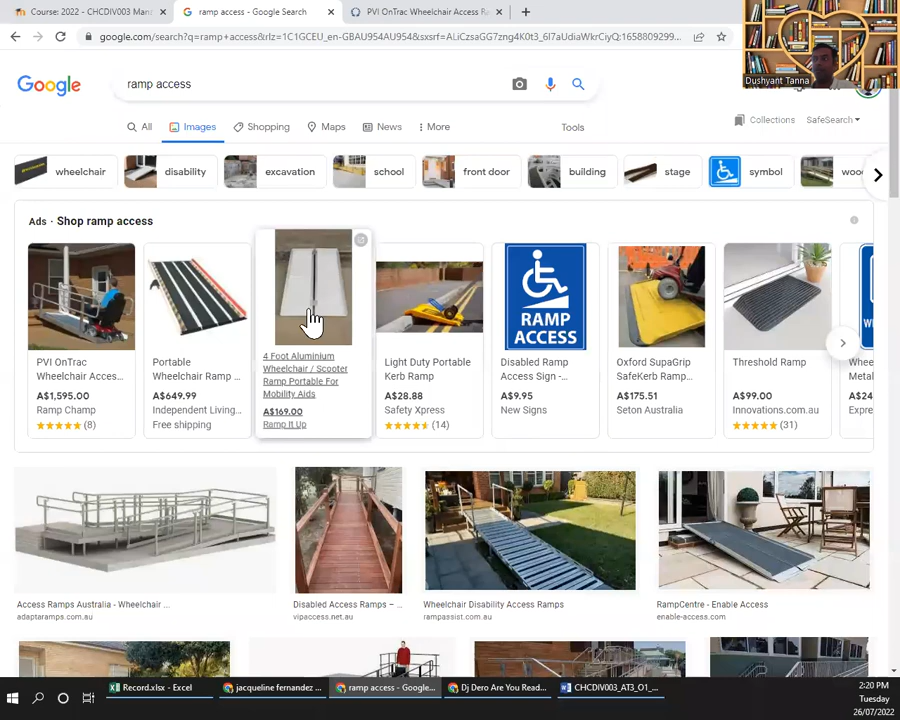 Course: 2022 - CHCDIV003 Man
ramp access - Google Search
PVI OnTrac Wheelchair Access Ra
google.com/search?q=ramp+access&rlz=1C1GCEU_en-GBAU954AU954&sxsrf=ALiCzsaGG7zng4K0t3_6l7aUdiaWkrCiyQ:1658809299...
Dushyant Tanna
Google
ramp access
All
Images
Shopping
Maps
News
More
Tools
Collections
SafeSearch
wheelchair
disability
excavation
school
front door
building
stage
symbol
woo
Ads · Shop ramp access
RAMP
ACCESS
PVI OnTrac
Wheelchair Acces...
A$1,595.00
Ramp Champ
(8)
Portable
Wheelchair Ramp ...
A$649.99
Independent Living...
Free shipping
4 Foot Aluminium
Wheelchair / Scooter
Ramp Portable For
Mobility Aids
A$169.00
Ramp It Up
Light Duty Portable
Kerb Ramp
A$28.88
Safety Xpress
(14)
Disabled Ramp
Access Sign -...
A$9.95
New Signs
Oxford SupaGrip
SafeKerb Ramp...
A$175.51
Seton Australia
Threshold Ramp
A$99.00
Innovations.com.au
(31)
Whe
Meta
A$1,
Expre
Access Ramps Australia - Wheelchair ...
adaptaramps.com.au
Disabled Access Ramps – ...
vipaccess.net.au
Wheelchair Disability Access Ramps
rampassist.com.au
RampCentre - Enable Access
enable-access.com
Record.xlsx - Excel
jacqueline fernandez ...
ramp access - Google...
Dj Dero Are You Read...
CHCDIV003_AT3_O1_...
2:20 PM
Tuesday
26/07/2022